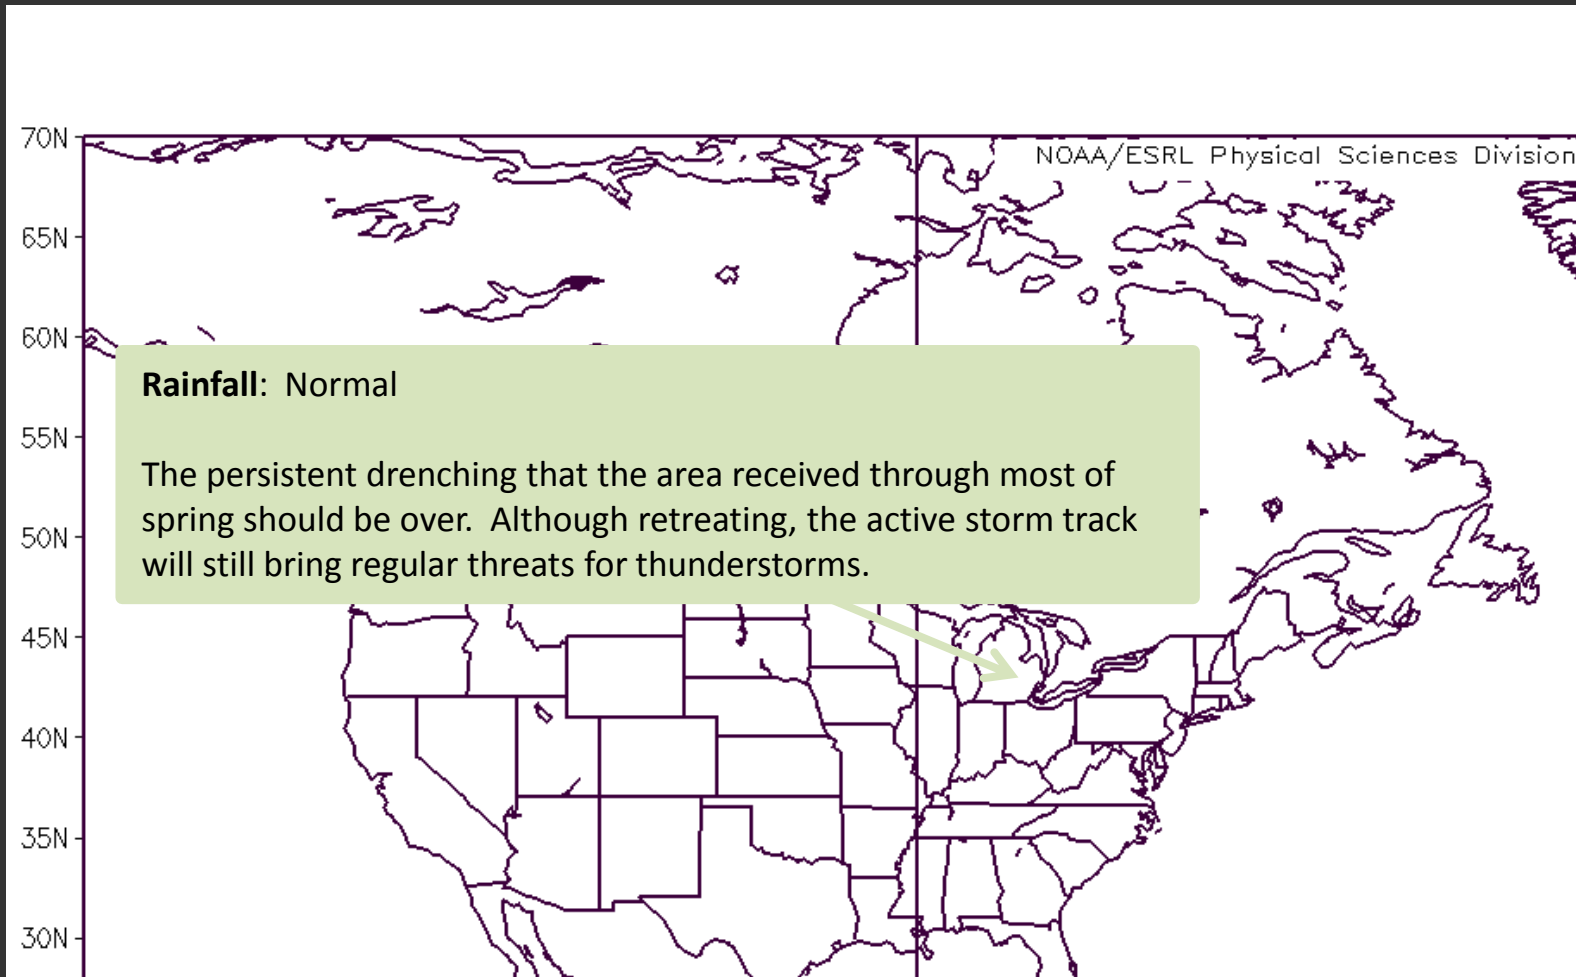 70N
NOAA/ESRL Physical Sciences Division
65N
60N
Rainfall: Normal
55N
The persistent drenching that the area received through most of
spring should be over. Although retreating, the active storm track
50N
will still bring regular threats for thunderstorms.
45N
40N
35N
30N